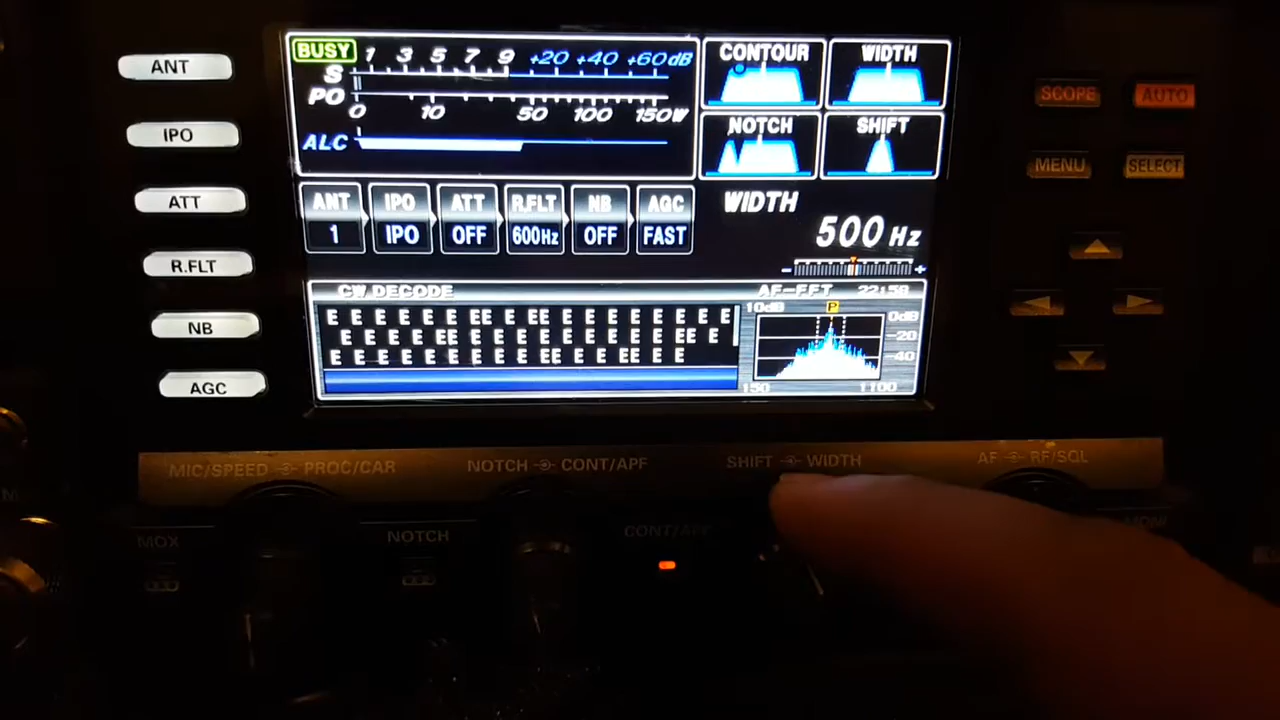 ANT
IPO
ATT
R.FLT
NB
AGC
BUSY 1 3 5 7 9 +20 +40 +60dB
S
PO
0 10 50 100 150W
ALC
CONTOUR WIDTH
NOTCH SHIFT
ANT IPO ATT R.FLT NB AGC
1 IPO OFF 600Hz OFF FAST
WIDTH
500 Hz
- +
CW DECODE
E E E E E E EE E EE E E E E E E E E
E E E E EE E E E E E E E E E EE E
E E E E E E E E E EE E E EE E E
AF-FFT 22:58
10dB P 0dB
-20
-40
150 1100
SCOPE AUTO
MENU SELECT
MIC/SPEED PROC/CAR NOTCH CONT/APF SHIFT WIDTH AF RF/SQL
MOX NOTCH CONT/APF